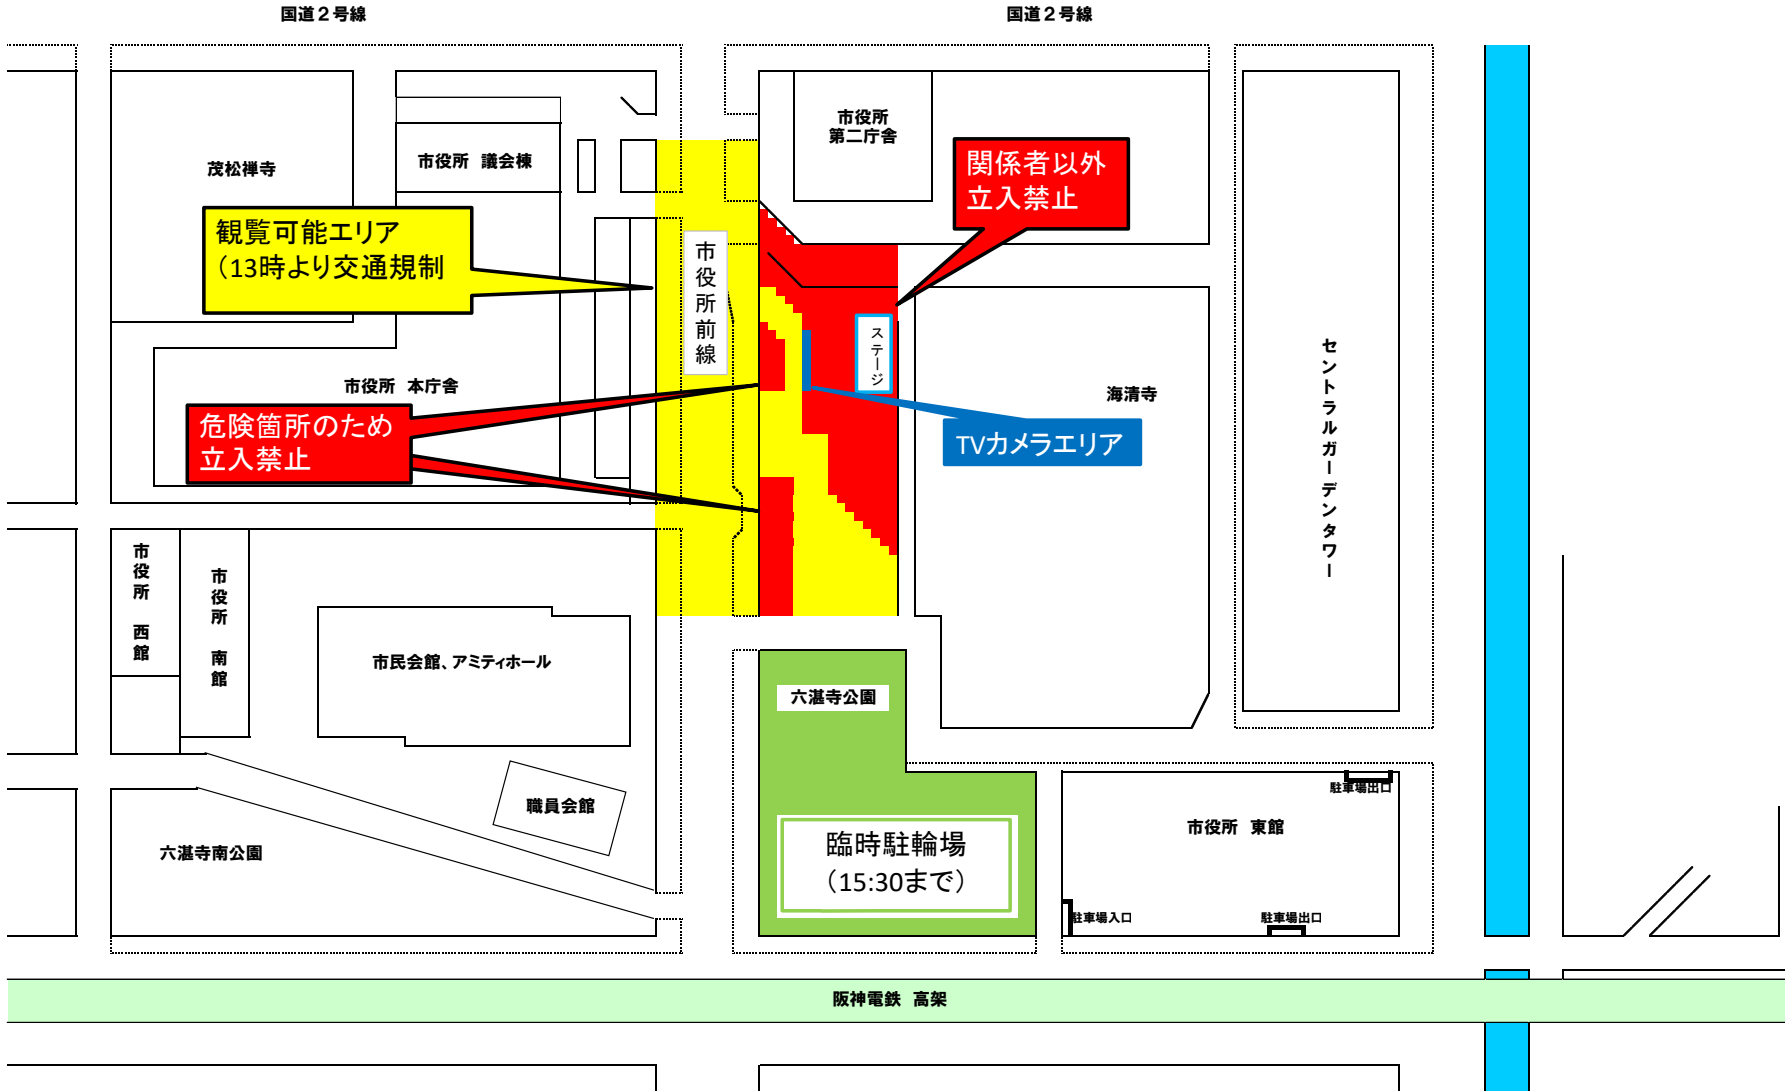 国道２号線
国道２号線
市役所
第二庁舎
関係者以外
立入禁止
市役所　議会棟
茂松禅寺
観覧可能エリア
（13時より交通規制
市役所前線
ステージ
市役所　本庁舎
海清寺
セントラルガーデンタワー
危険箇所のため
立入禁止
TVカメラエリア
市役所　西館
市役所　南館
市民会館、アミティホール
六湛寺公園
職員会館
駐車場出口
市役所　東館
臨時駐輪場
（15:30まで）
六湛寺南公園
駐車場入口
駐車場出口
阪神電鉄　高架